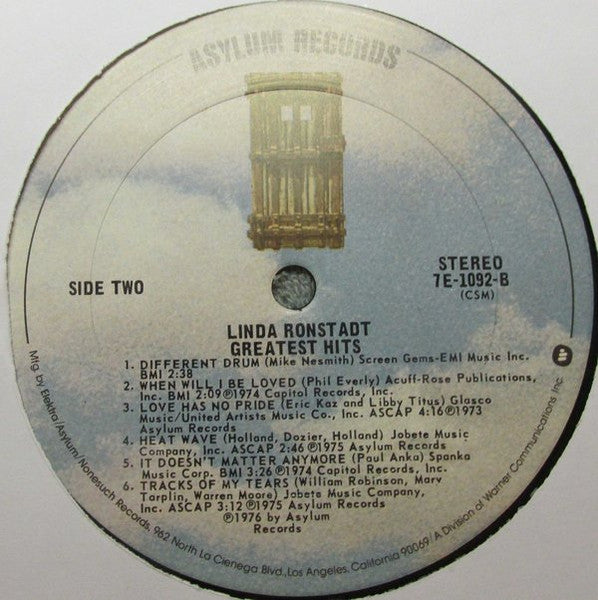 ASYLUM RECORDS
SIDE TWO
STEREO
7E-1092-B
(CSM)
LINDA RONSTADT
GREATEST HITS
1. DIFFERENT DRUM (Mike Nesmith) Screen Gems-EMI Music Inc.
BMI 2:38
2. WHEN WILL I BE LOVED (Phil Everly) Acuff-Rose Publications,
Inc. BMI 2:09 ℗1974 Capitol Records, Inc.
3. LOVE HAS NO PRIDE (Eric Kaz and Libby Titus) Glasco
Music/United Artists Music Co., Inc. ASCAP 4:16 ℗1973
Asylum Records
4. HEAT WAVE (Holland, Dozier, Holland) Jobete Music
Company, Inc. ASCAP 2:46 ℗1975 Asylum Records
5. IT DOESN'T MATTER ANYMORE (Paul Anka) Spanka
Music Corp. BMI 3:26 ℗1974 Capitol Records, Inc.
6. TRACKS OF MY TEARS (William Robinson, Marv
Tarplin, Warren Moore) Jobete Music Company,
Inc. ASCAP 3:12 ℗1975 Asylum Records
℗1976 by Asylum
Records
Mfg. by Elektra/Asylum/Nonesuch Records, 962 North La Cienega Blvd., Los Angeles, California 90069/A Division of Warner Communications Inc.